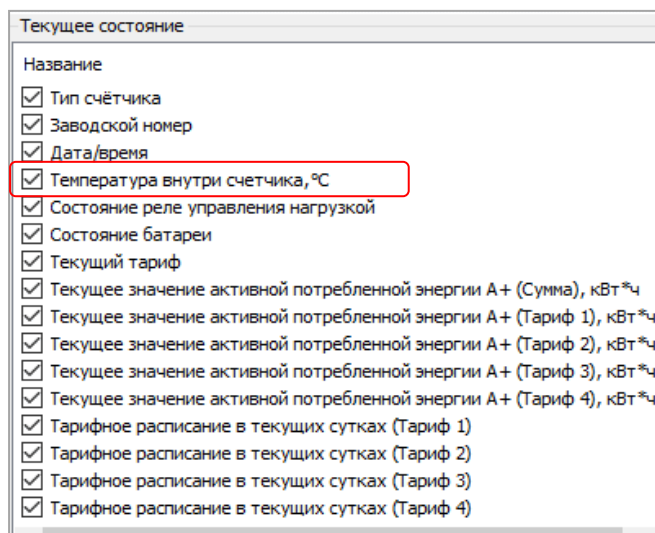 Текущее состояние
Название
Тип счётчика
Заводской номер
Дата/время
Температура внутри счетчика,°С
Состояние реле управления нагрузкой
Состояние батареи
Текущий тариф
Текущее значение активной потребленной энергии А+ (Сумма), кВт*ч
Текущее значение активной потребленной энергии А+ (Тариф 1), кВт*ч
Текущее значение активной потребленной энергии А+ (Тариф 2), кВт*ч
Текущее значение активной потребленной энергии А+ (Тариф 3), кВт*ч
Текущее значение активной потребленной энергии А+ (Тариф 4), кВт*ч
Тарифное расписание в текущих сутках (Тариф 1)
Тарифное расписание в текущих сутках (Тариф 2)
Тарифное расписание в текущих сутках (Тариф 3)
Тарифное расписание в текущих сутках (Тариф 4)